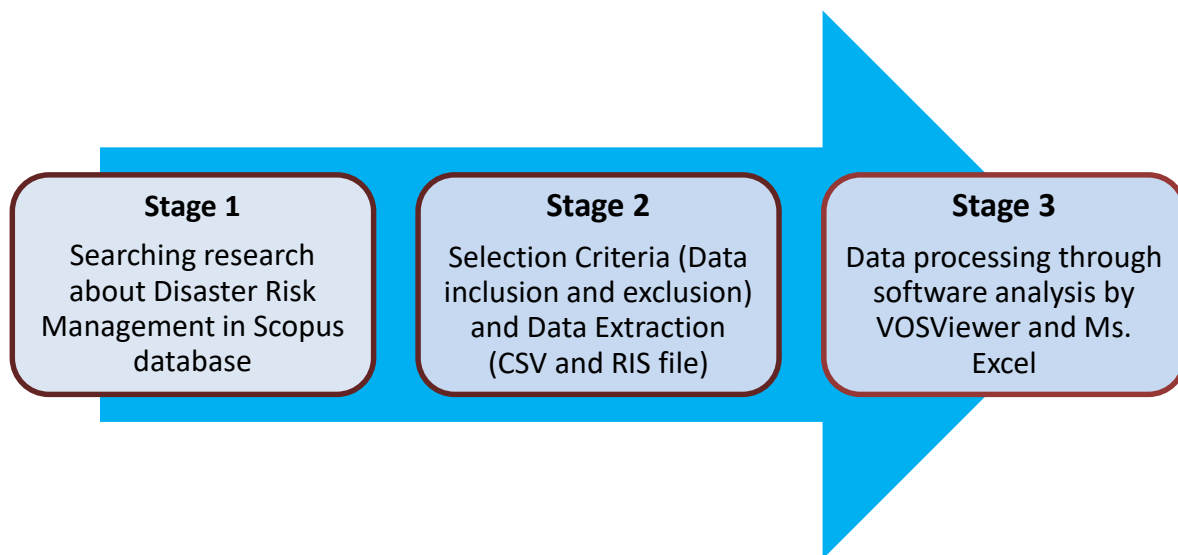 Stage 1
Searching research
about Disaster Risk
Management in Scopus
database
Stage 2
Selection Criteria (Data
inclusion and exclusion)
and Data Extraction
(CSV and RIS file)
Stage 3
Data processing through
software analysis by
VOSViewer and Ms.
Excel